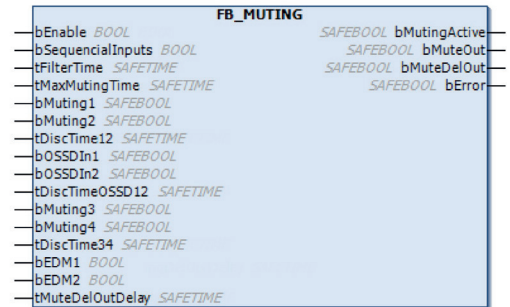 FB_MUTING
bEnable BOOL SAFEBOOL bMutingActive
bSequencialInputs BOOL SAFEBOOL bMuteOut
tFilterTime SAFETIME SAFEBOOL bMuteDelOut
tMaxMutingTime SAFETIME SAFEBOOL bError
bMuting1 SAFEBOOL
bMuting2 SAFEBOOL
tDiscTime12 SAFETIME
bOSSDIn1 SAFEBOOL
bOSSDIn2 SAFEBOOL
tDiscTimeOSSD12 SAFETIME
bMuting3 SAFEBOOL
bMuting4 SAFEBOOL
tDiscTime34 SAFETIME
bEDM1 BOOL
bEDM2 BOOL
tMuteDelOutDelay SAFETIME